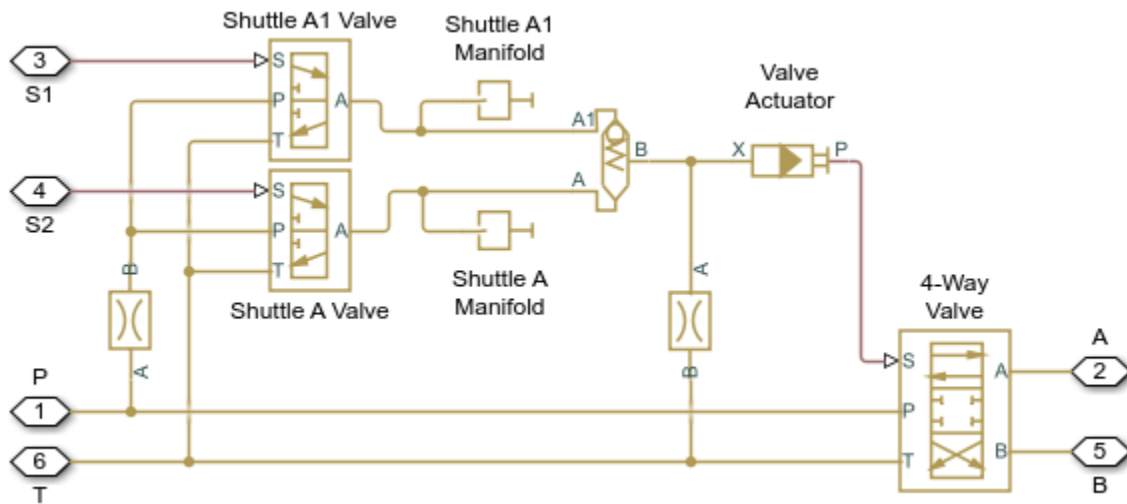 Shuttle A1 Valve
Shuttle A1
Manifold
Valve
Actuator
3
S1
S
P
A
T
A1
B
X
P
4
S2
S
P
A
T
A
Shuttle A Valve
Shuttle A
Manifold
B
A
A
B
4-Way
Valve
S
A
P
B
T
A
2
P
1
5
B
6
T